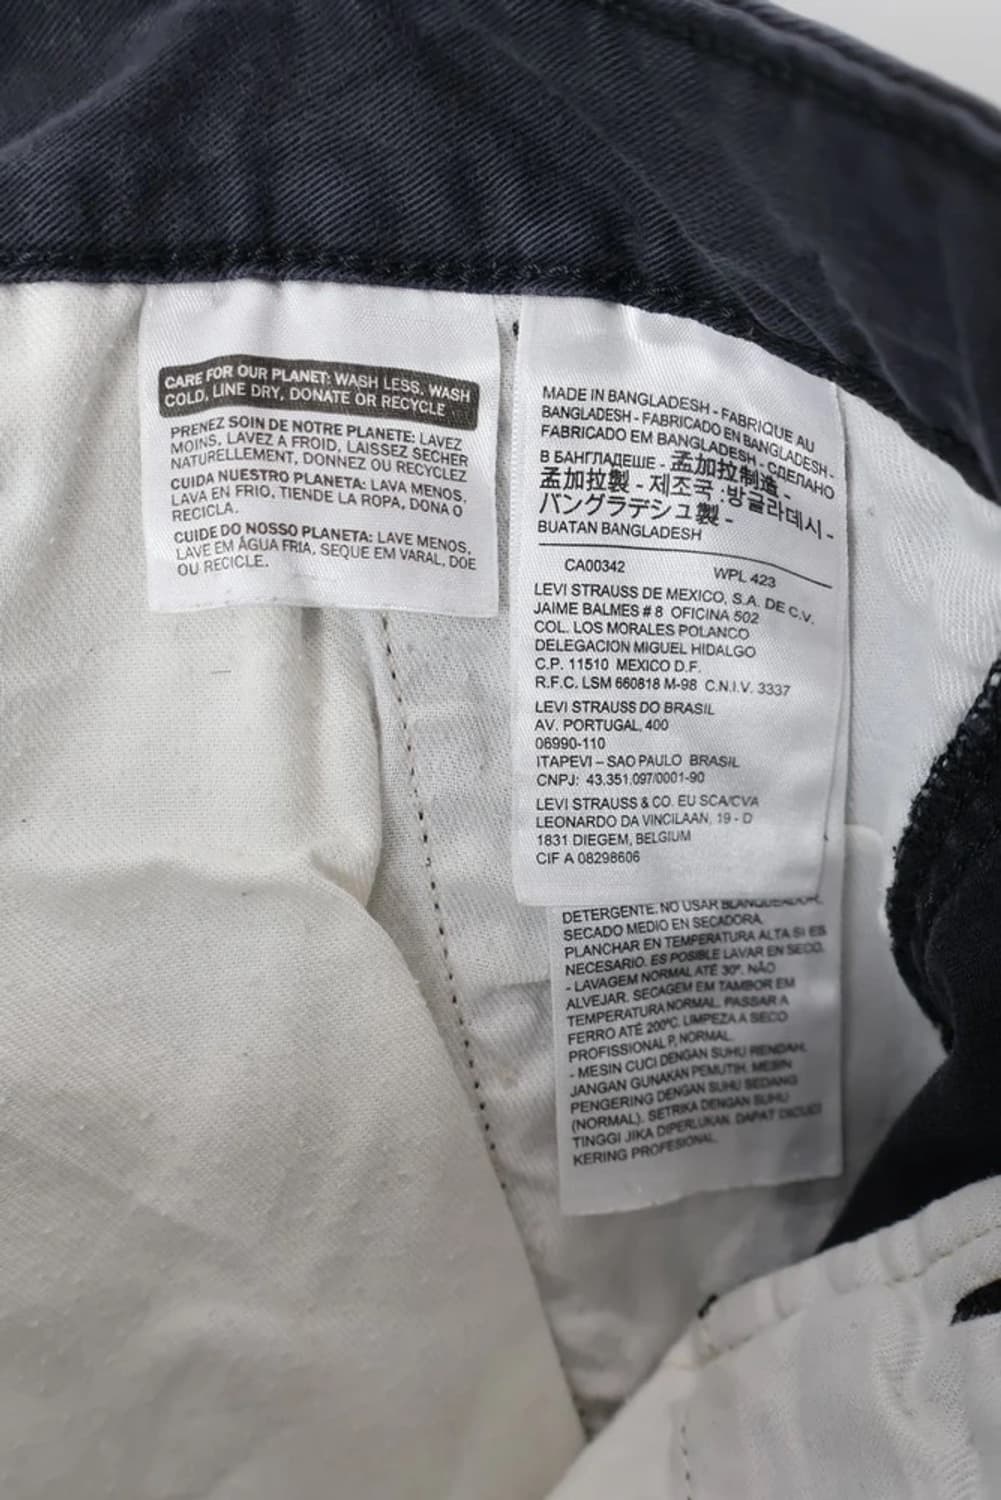 CARE FOR OUR PLANET: WASH LESS, WASH
COLD, LINE DRY, DONATE OR RECYCLE
PRENEZ SOIN DE NOTRE PLANETE: LAVEZ
MOINS, LAVEZ A FROID, LAISSEZ SECHER
NATURELLEMENT, DONNEZ OU RECYCLEZ
CUIDA NUESTRO PLANETA: LAVA MENOS,
LAVA EN FRIO, TIENDE LA ROPA, DONA O
RECICLA.
CUIDE DO NOSSO PLANETA: LAVE MENOS,
LAVE EM ÁGUA FRIA, SEQUE EM VARAL, DOE
OU RECICLE.
MADE IN BANGLADESH - FABRIQUE AU
BANGLADESH - FABRICADO EN BANGLADESH -
FABRICADO EM BANGLADESH - СДЕЛАНО
В БАНГЛАДЕШЕ - 孟加拉制造 -
孟加拉製 - 제조국 :방글라데시 -
バングラデシュ製 -
BUATAN BANGLADESH
CA00342 WPL 423
LEVI STRAUSS DE MEXICO, S.A. DE C.V.
JAIME BALMES # 8 OFICINA 502
COL. LOS MORALES POLANCO
DELEGACION MIGUEL HIDALGO
C.P. 11510 MEXICO D.F.
R.F.C. LSM 660818 M-98 C.N.I.V. 3337
LEVI STRAUSS DO BRASIL
AV. PORTUGAL, 400
06990-110
ITAPEVI – SAO PAULO BRASIL
CNPJ: 43.351.097/0001-90
LEVI STRAUSS & CO. EU SCA/CVA
LEONARDO DA VINCILAAN, 19 - D
1831 DIEGEM, BELGIUM
CIF A 08298606
DETERGENTE. NO USAR BLANQUEADOR.
SECADO MEDIO EN SECADORA.
PLANCHAR EN TEMPERATURA ALTA SI ES
NECESARIO. ES POSIBLE LAVAR EN SECO.
- LAVAGEM NORMAL ATÉ 30º. NÃO
ALVEJAR. SECAGEM EM TAMBOR EM
TEMPERATURA NORMAL. PASSAR A
FERRO ATÉ 200ºC. LIMPEZA A SECO
PROFISSIONAL P, NORMAL.
- MESIN CUCI DENGAN SUHU RENDAH.
JANGAN GUNAKAN PEMUTIH. MESIN
PENGERING DENGAN SUHU SEDANG
(NORMAL). SETRIKA DENGAN SUHU
TINGGI JIKA DIPERLUKAN. DAPAT DICUCI
KERING PROFESIONAL.